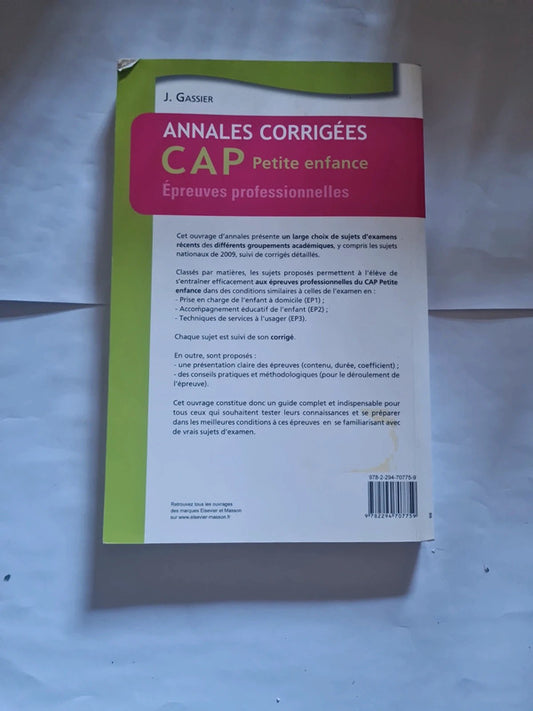 J. GASSIER
ANNALES CORRIGÉES
CAP Petite enfance
Épreuves professionnelles
Cet ouvrage d'annales présente un large choix de sujets d'examens
récents des différents groupements académiques, y compris les sujets
nationaux de 2009, suivi de corrigés détaillés.
Classés par matières, les sujets proposés permettent à l'élève de
s'entraîner efficacement aux épreuves professionnelles du CAP Petite
enfance dans des conditions similaires à celles de l'examen en :
- Prise en charge de l'enfant à domicile (EP1) ;
- Accompagnement éducatif de l'enfant (EP2) ;
- Techniques de services à l'usager (EP3).
Chaque sujet est suivi de son corrigé.
En outre, sont proposés :
- une présentation claire des épreuves (contenu, durée, coefficient) ;
- des conseils pratiques et méthodologiques (pour le déroulement de
l'épreuve).
Cet ouvrage constitue donc un guide complet et indispensable pour
tous ceux qui souhaitent tester leurs connaissances et se préparer
dans les meilleures conditions à ces épreuves en se familiarisant avec
de vrais sujets d'examen.
978-2-294-70775-9
9 782294 707759
Retrouvez tous les ouvrages
des marques Elsevier et Masson
sur www.elsevier-masson.fr